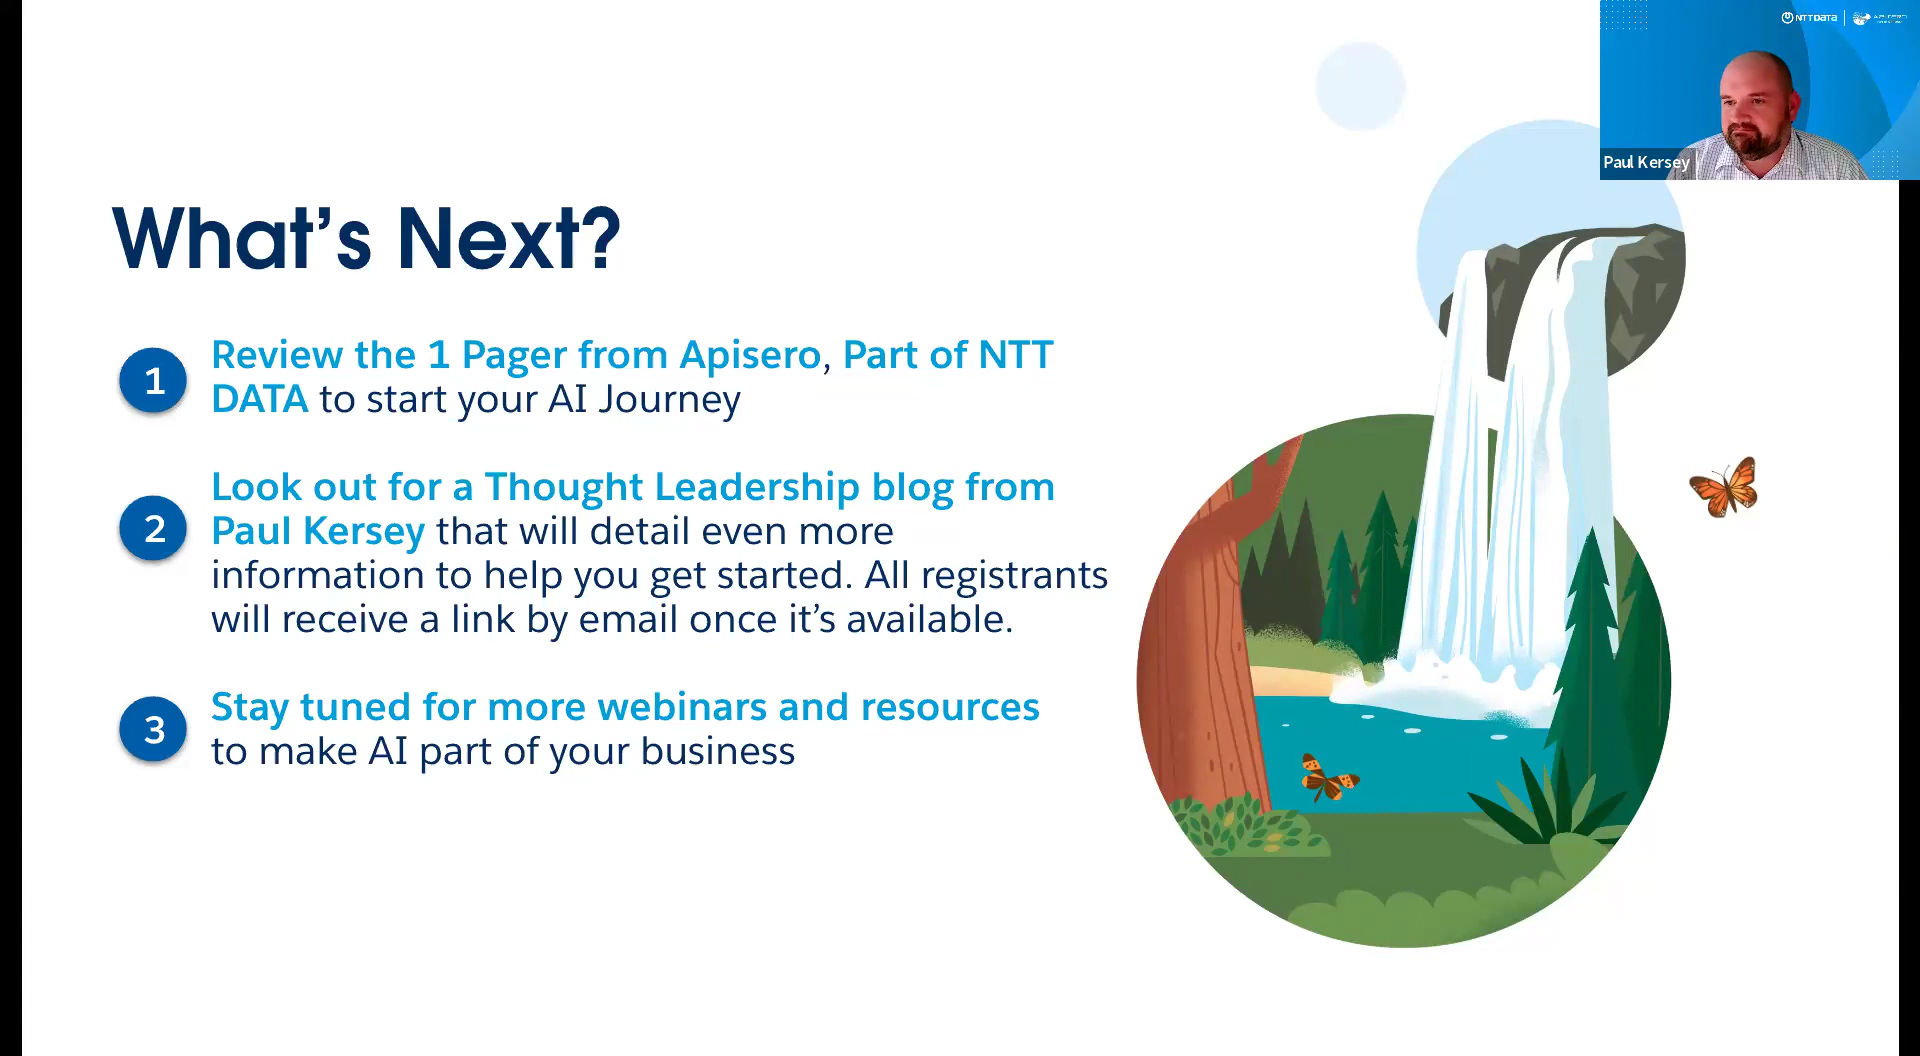 NTT DATA
What's Next?
1
Review the 1 Pager from Apisero, Part of NTT
DATA to start your AI Journey
2
Look out for a Thought Leadership blog from
Paul Kersey that will detail even more
information to help you get started. All registrants
will receive a link by email once it's available.
3
Stay tuned for more webinars and resources
to make AI part of your business
Paul Kersey